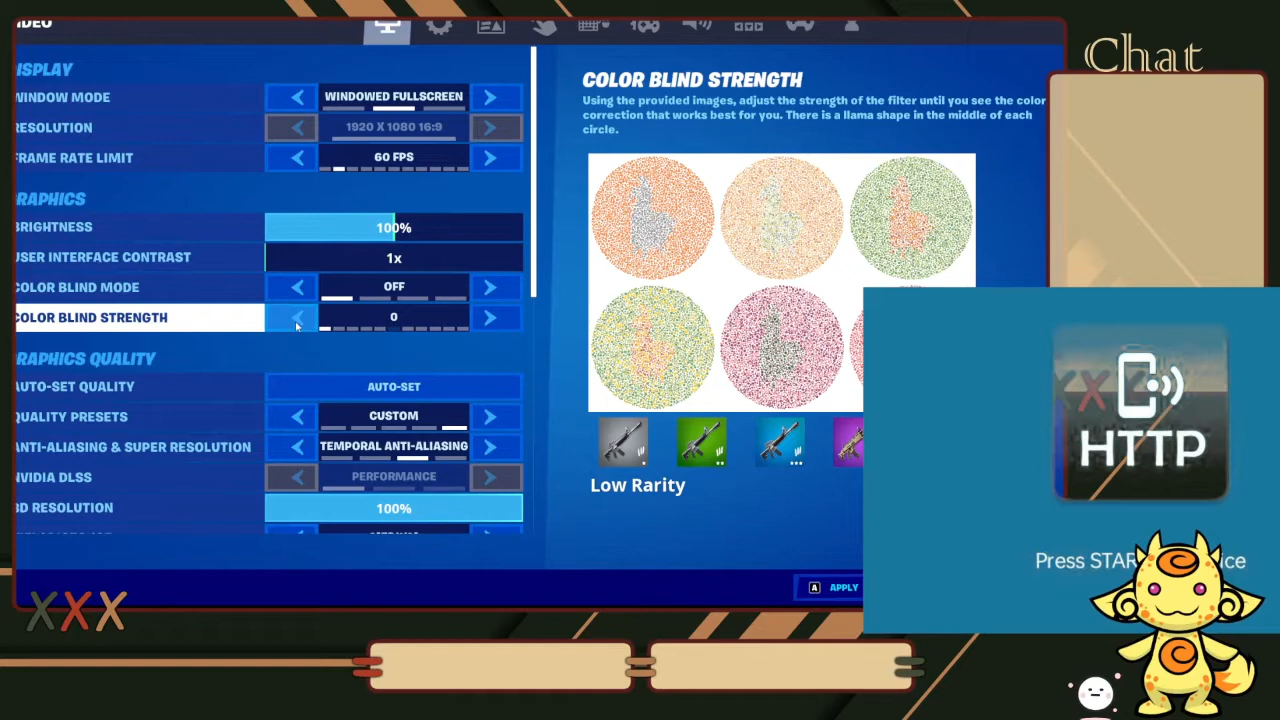 IDEO
ISPLAY
WINDOW MODE
WINDOWED FULLSCREEN
RESOLUTION
1920 X 1080 16:9
FRAME RATE LIMIT
60 FPS
RAPHICS
BRIGHTNESS
100%
USER INTERFACE CONTRAST
1x
COLOR BLIND MODE
OFF
COLOR BLIND STRENGTH
0
RAPHICS QUALITY
AUTO-SET QUALITY
AUTO-SET
QUALITY PRESETS
CUSTOM
ANTI-ALIASING & SUPER RESOLUTION
TEMPORAL ANTI-ALIASING
NVIDIA DLSS
PERFORMANCE
3D RESOLUTION
100%
COLOR BLIND STRENGTH
Using the provided images, adjust the strength of the filter until you see the color
correction that works best for you. There is a llama shape in the middle of each
circle.
Low Rarity
A APPLY
Chat
XX
HTTP
Press STAR
ice
XXX